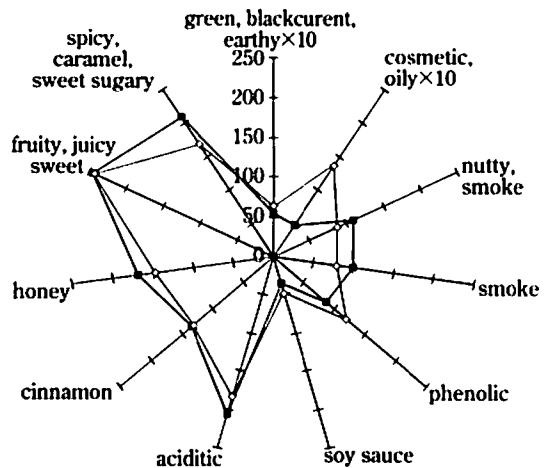 green, blackcurent,
earthy×10
spicy,
caramel,
sweet sugary
cosmetic,
oily×10
250
200
150
100
50
0
fruity, juicy
sweet
nutty,
smoke
honey
smoke
cinnamon
phenolic
aciditic
soy sauce